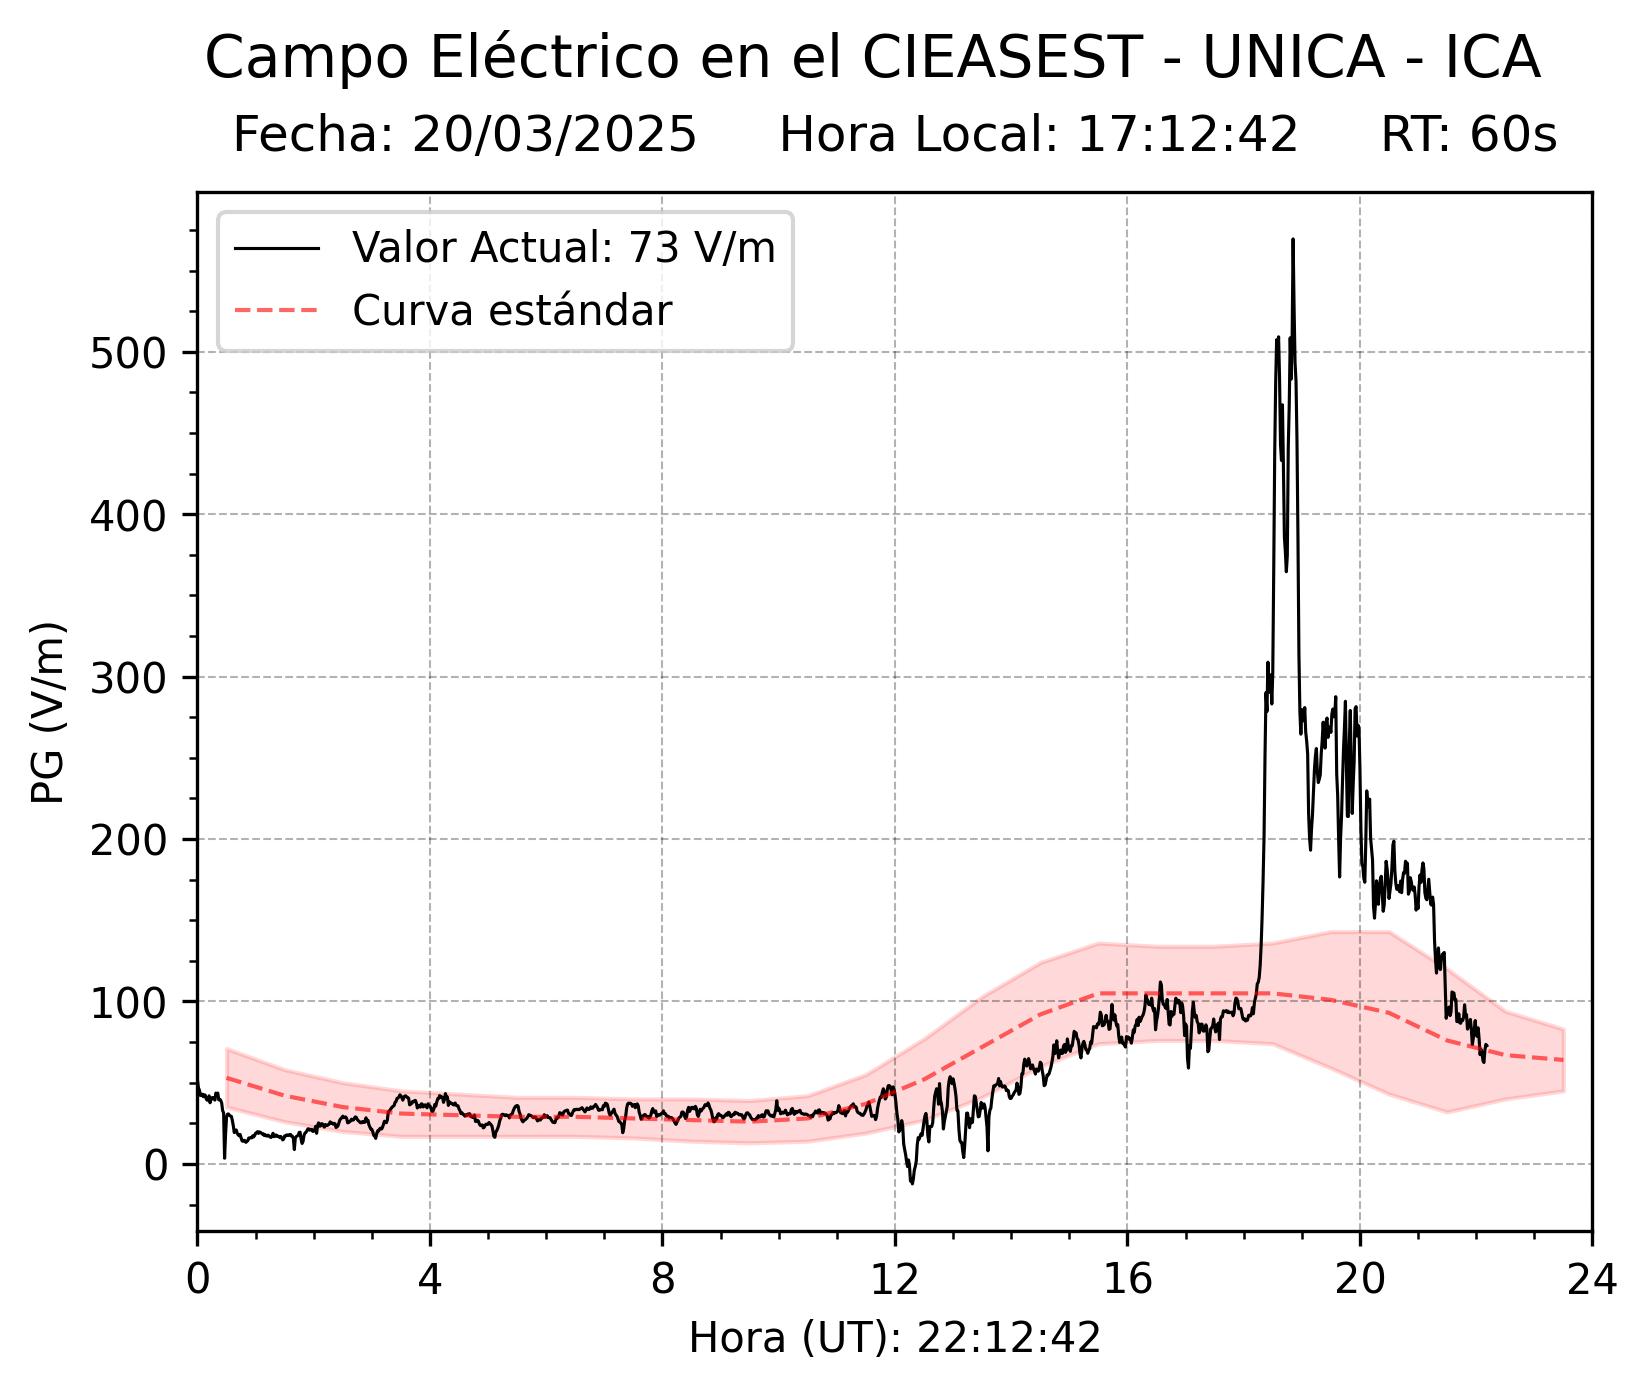 Campo Eléctrico en el CIEASEST - UNICA - ICA
Fecha: 20/03/2025 Hora Local: 17:12:42 RT: 60s
Valor Actual: 73 V/m
Curva estándar
500
400
300
200
100
0
PG (V/m)
0 4 8 12 16 20 24
Hora (UT): 22:12:42